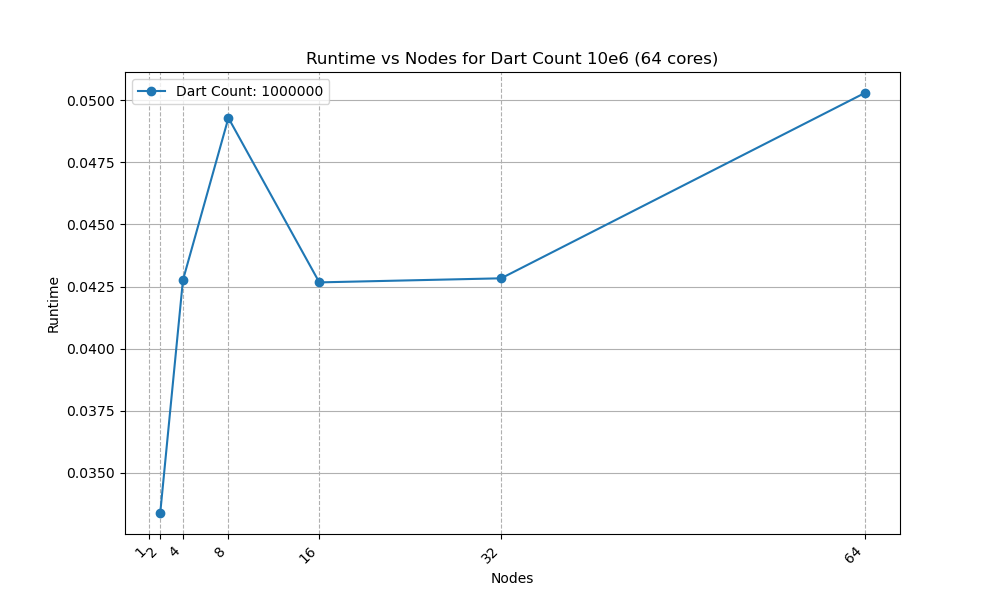 Runtime vs Nodes for Dart Count 10e6 (64 cores)
Dart Count: 1000000
0.0500
0.0475
0.0450
0.0425
0.0400
0.0375
0.0350
Runtime
1 2 4 8 16 32 64
Nodes